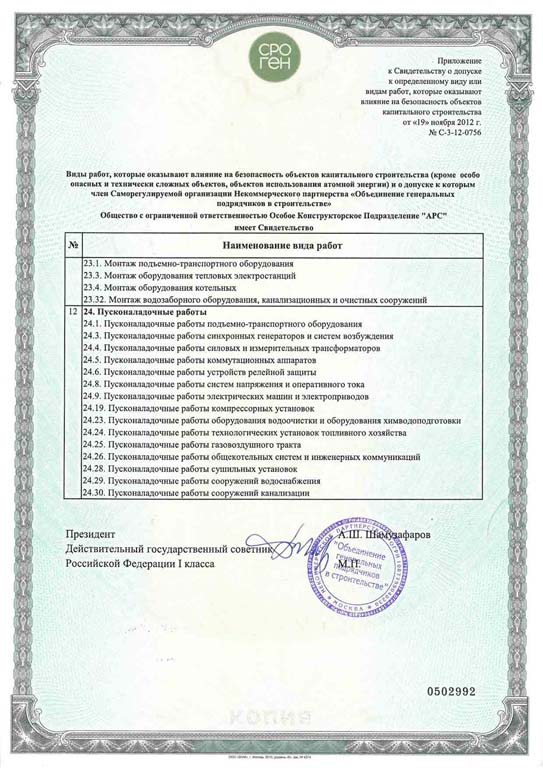 СРО
ГЕН
Приложение
к Свидетельству о допуске
к определенному виду или
видам работ, которые оказывают
влияние на безопасность объектов
капитального строительства
от «19» ноября 2012 г.
№ С-3-12-0756
Виды работ, которые оказывают влияние на безопасность объектов капитального строительства (кроме особо
опасных и технически сложных объектов, объектов использования атомной энергии) и о допуске к которым
член Саморегулируемой организации Некоммерческого партнерства «Объединение генеральных
подрядчиков в строительстве»
Общество с ограниченной ответственностью Особое Конструкторское Подразделение "АРС"
имеет Свидетельство
№ Наименование вида работ
23.1. Монтаж подъемно-транспортного оборудования
23.3. Монтаж оборудования тепловых электростанций
23.4. Монтаж оборудования котельных
23.32. Монтаж водозаборного оборудования, канализационных и очистных сооружений
12 24. Пусконаладочные работы
24.1. Пусконаладочные работы подъемно-транспортного оборудования
24.3. Пусконаладочные работы синхронных генераторов и систем возбуждения
24.4. Пусконаладочные работы силовых и измерительных трансформаторов
24.5. Пусконаладочные работы коммутационных аппаратов
24.6. Пусконаладочные работы устройств релейной защиты
24.8. Пусконаладочные работы систем напряжения и оперативного тока
24.9. Пусконаладочные работы электрических машин и электроприводов
24.19. Пусконаладочные работы компрессорных установок
24.23. Пусконаладочные работы оборудования водоочистки и оборудования химводоподготовки
24.24. Пусконаладочные работы технологических установок топливного хозяйства
24.25. Пусконаладочные работы газовоздушного тракта
24.26. Пусконаладочные работы общекотельных систем и инженерных коммуникаций
24.28. Пусконаладочные работы сушильных установок
24.29. Пусконаладочные работы сооружений водоснабжения
24.30. Пусконаладочные работы сооружений канализации
Президент А.Ш. Шамузафаров
Действительный государственный советник
Российской Федерации I класса М.П.
"Объединение
генеральных
подрядчиков
в строительстве"
МОСКВА
0502992
КОПИЯ